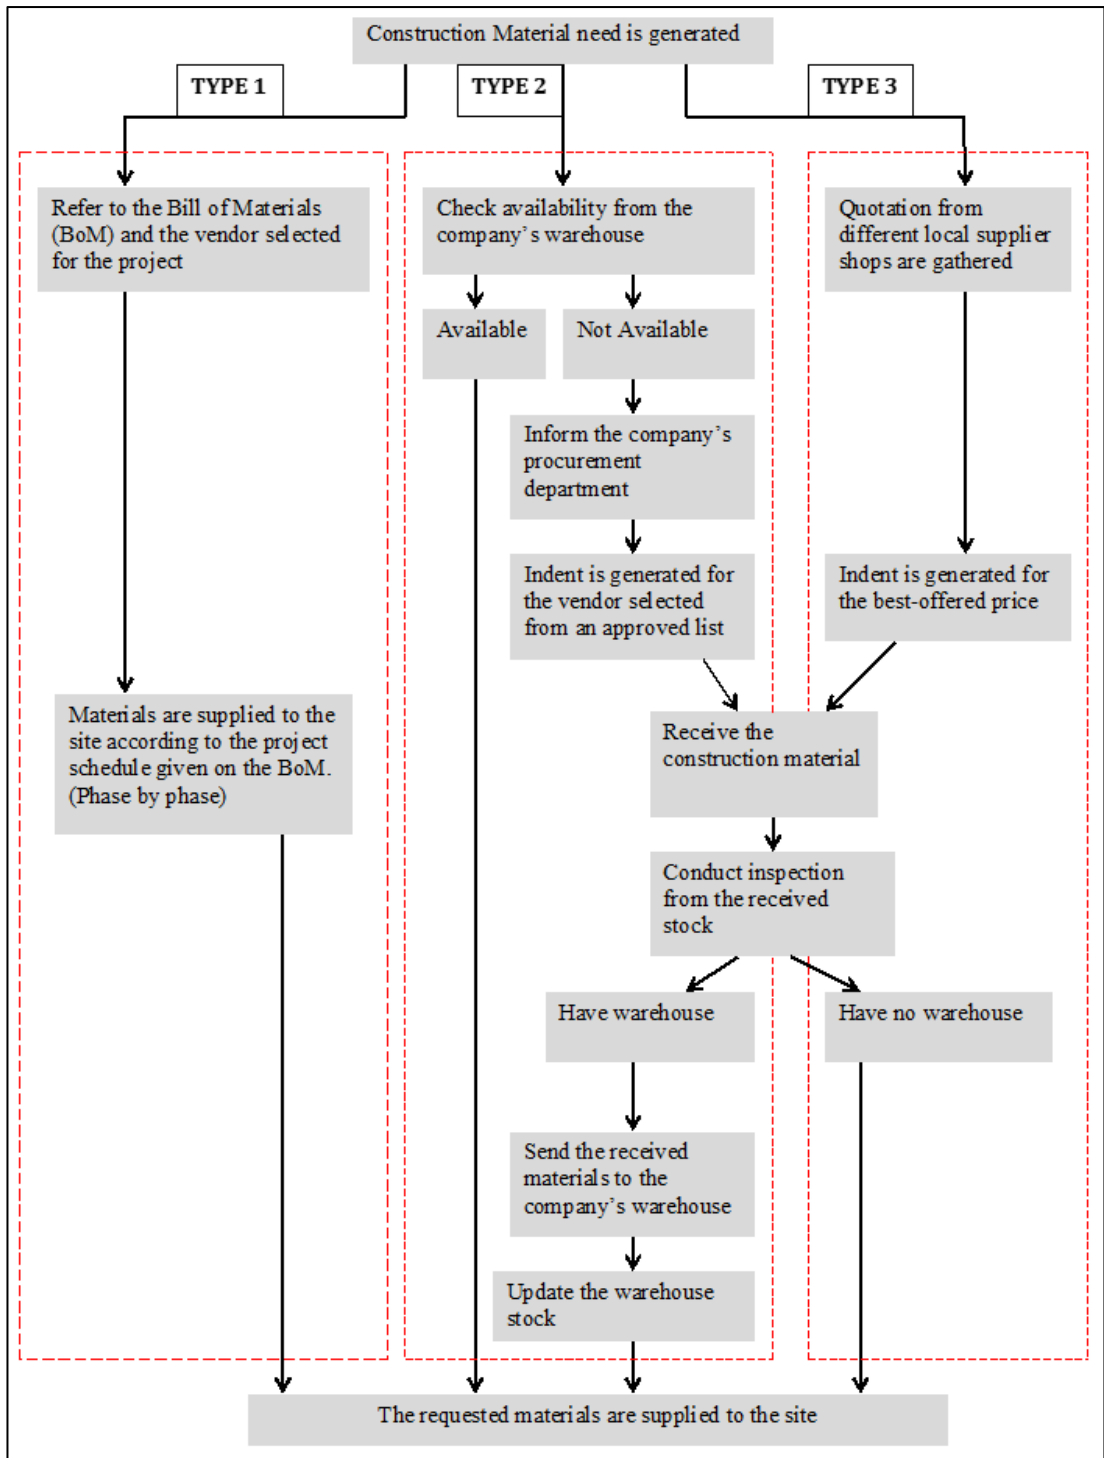 Construction Material need is generated
TYPE 1
TYPE 2
TYPE 3
Refer to the Bill of Materials
(BoM) and the vendor selected
for the project
Materials are supplied to the
site according to the project
schedule given on the BoM.
(Phase by phase)
Check availability from the
company's warehouse
Available
Not Available
Inform the company's
procurement
department
Indent is generated for
the vendor selected
from an approved list
Quotation from
different local supplier
shops are gathered
Indent is generated for
the best-offered price
Receive the
construction material
Conduct inspection
from the received
stock
Have warehouse
Have no warehouse
Send the received
materials to the
company's warehouse
Update the warehouse
stock
The requested materials are supplied to the site